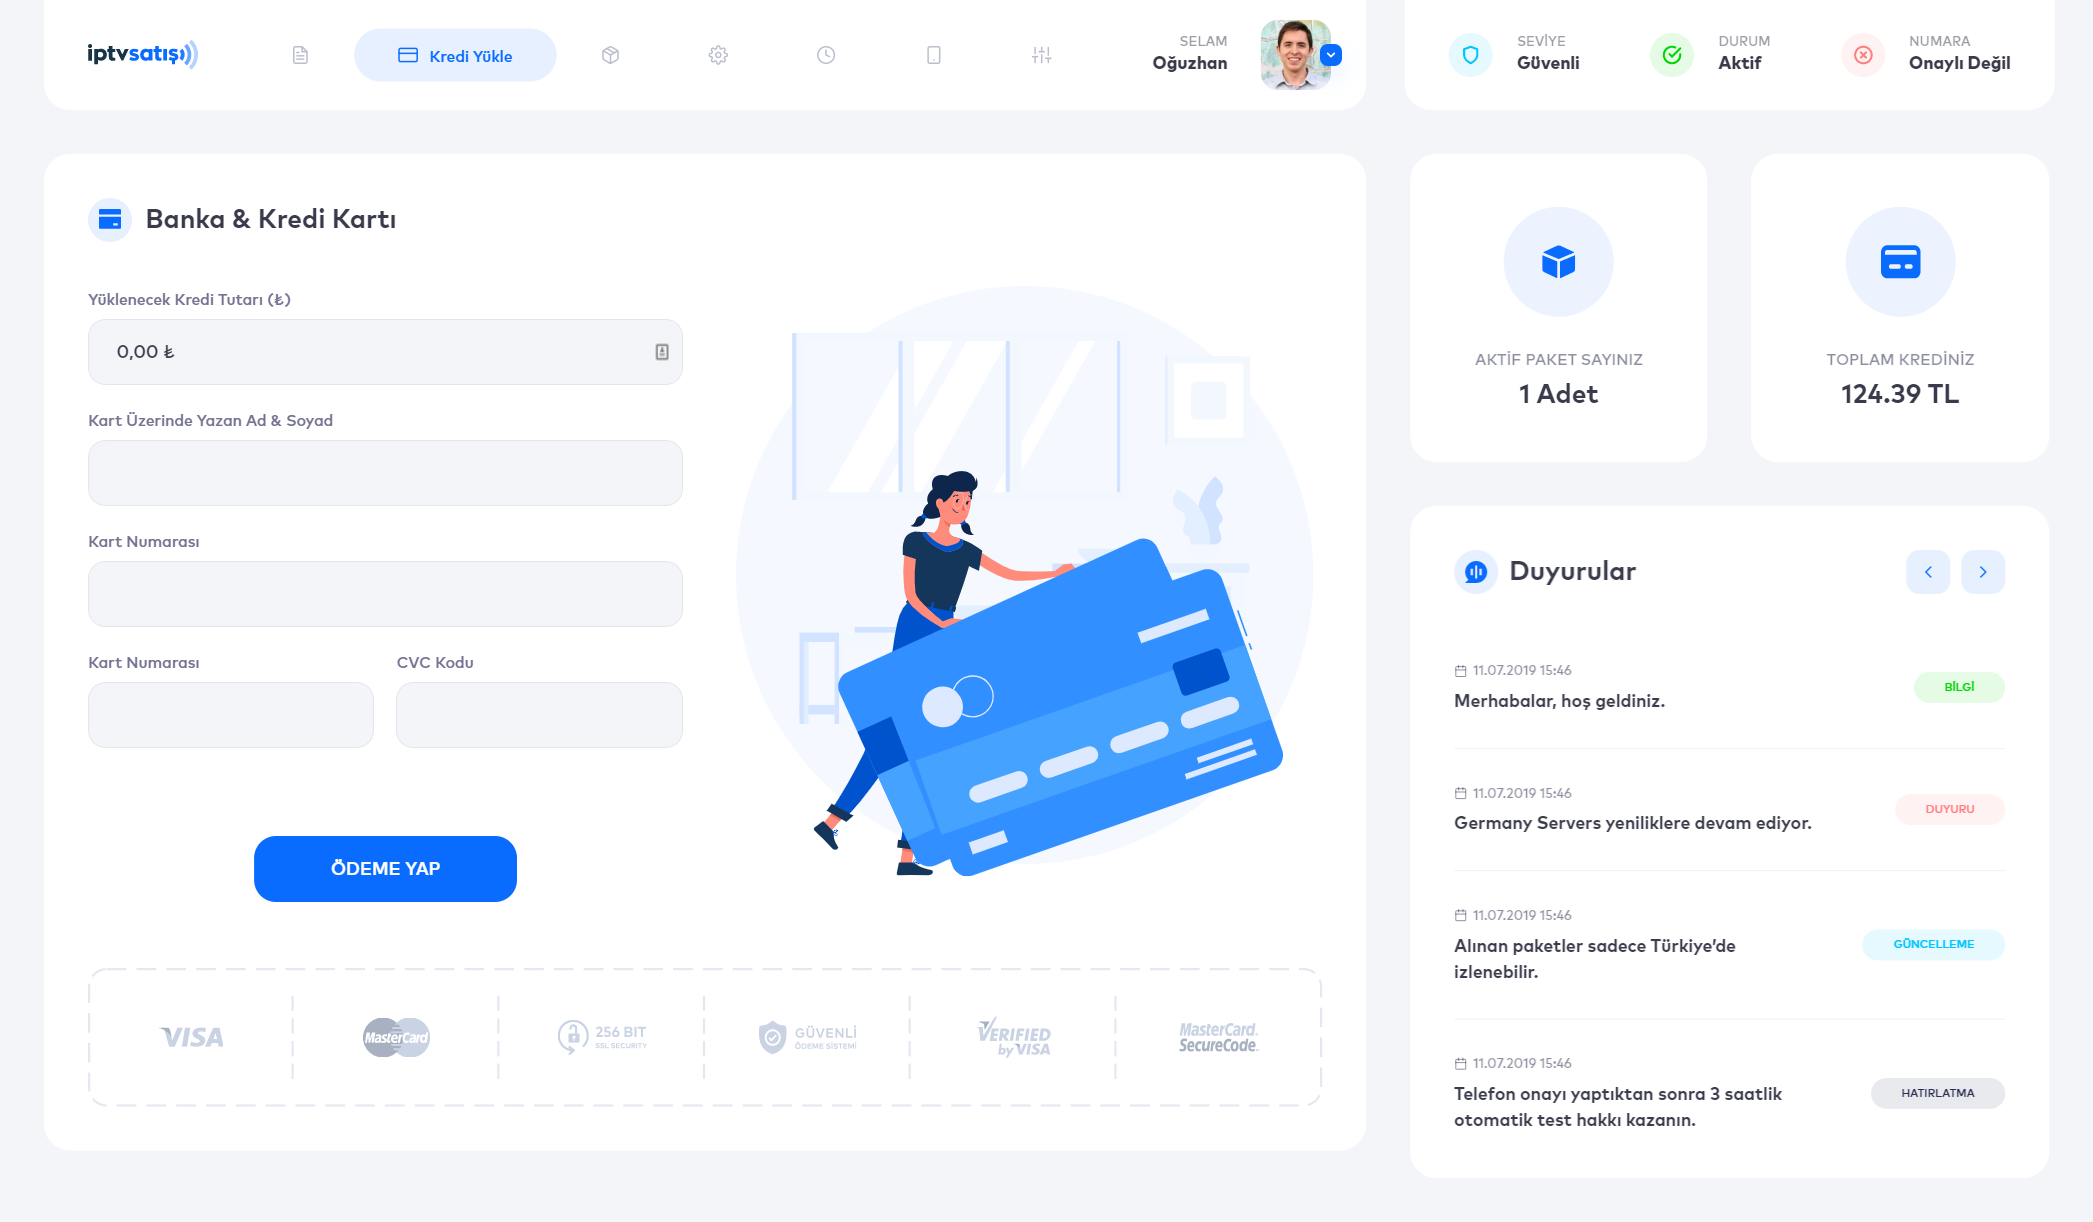 iptvsatış
Kredi Yükle
SELAM
Oğuzhan
SEVİYE
Güvenli
DURUM
Aktif
NUMARA
Onaylı Değil
Banka & Kredi Kartı
Yüklenecek Kredi Tutarı (₺)
0,00 ₺
Kart Üzerinde Yazan Ad & Soyad
Kart Numarası
Kart Numarası
CVC Kodu
ÖDEME YAP
VISA
MasterCard
256 BIT
SSL SECURITY
GÜVENLİ
ÖDEME SİSTEMİ
VERIFIED
by VISA
MasterCard.
SecureCode.
AKTİF PAKET SAYINIZ
1 Adet
TOPLAM KREDİNİZ
124.39 TL
Duyurular
11.07.2019 15:46
Merhabalar, hoş geldiniz.
BİLGİ
11.07.2019 15:46
Germany Servers yeniliklere devam ediyor.
DUYURU
11.07.2019 15:46
Alınan paketler sadece Türkiye’de
izlenebilir.
GÜNCELLEME
11.07.2019 15:46
Telefon onayı yaptıktan sonra 3 saatlik
otomatik test hakkı kazanın.
HATIRLATMA